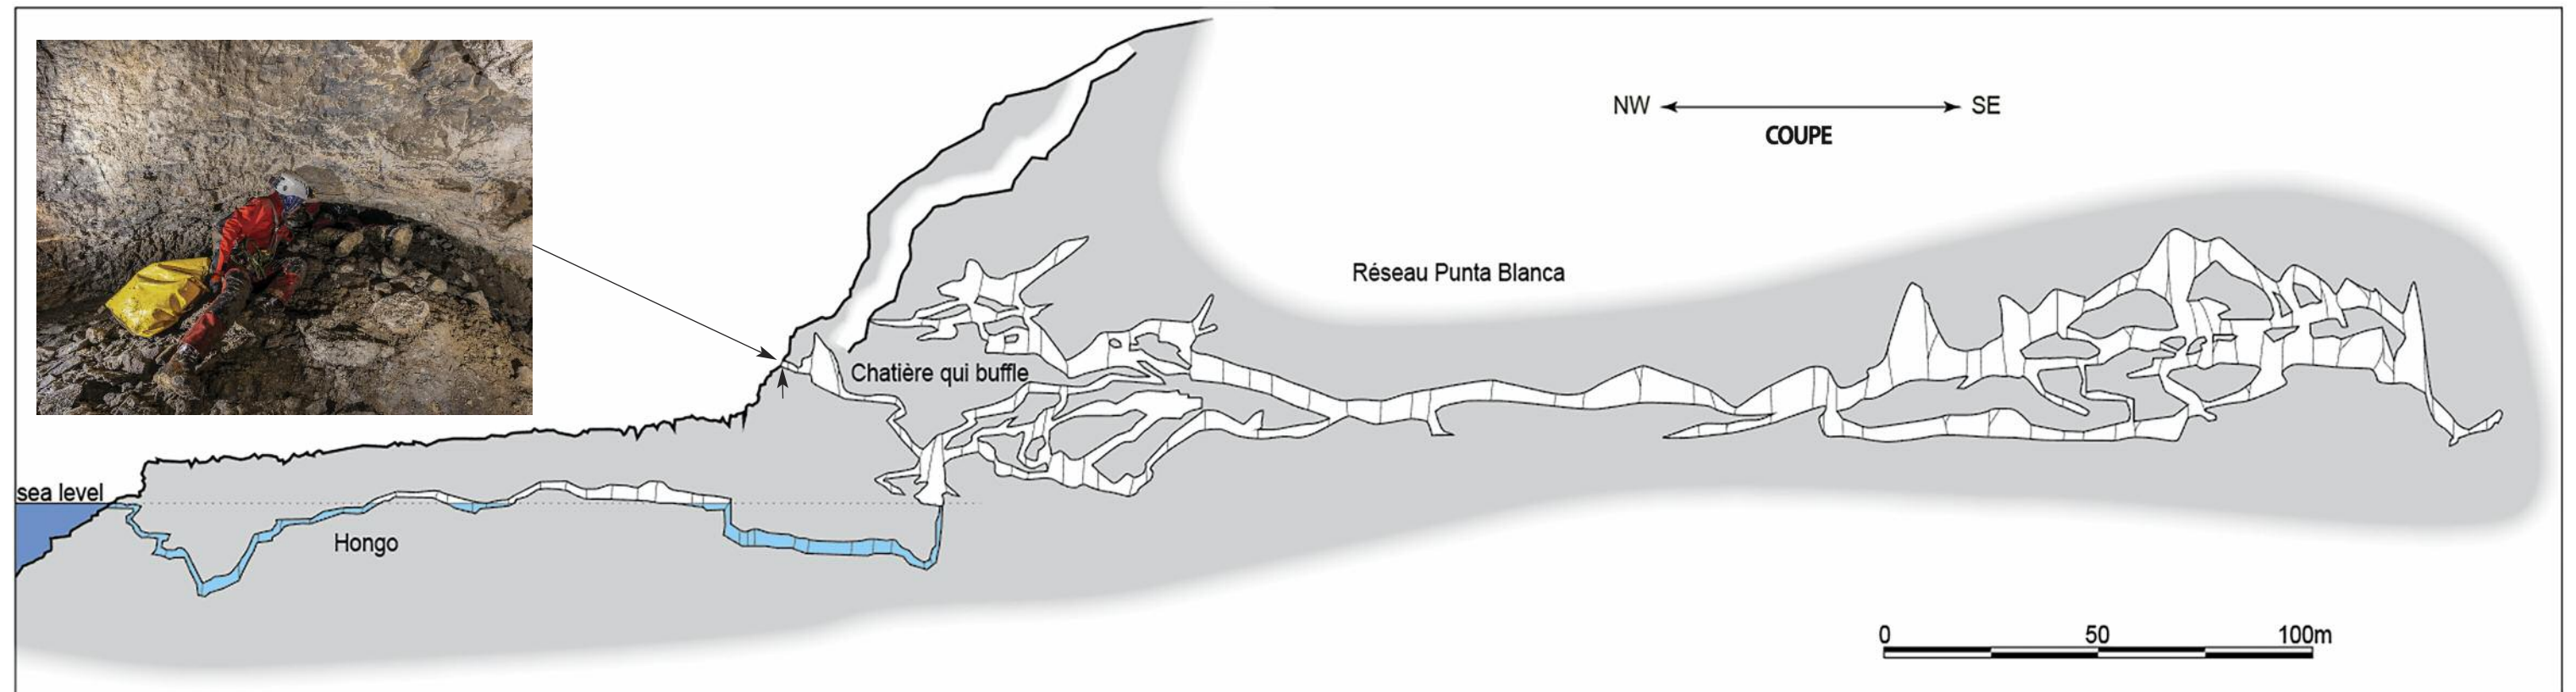 NW SE
COUPE
Réseau Punta Blanca
Chatière qui buffle
sea level
Hongo
0 50 100m